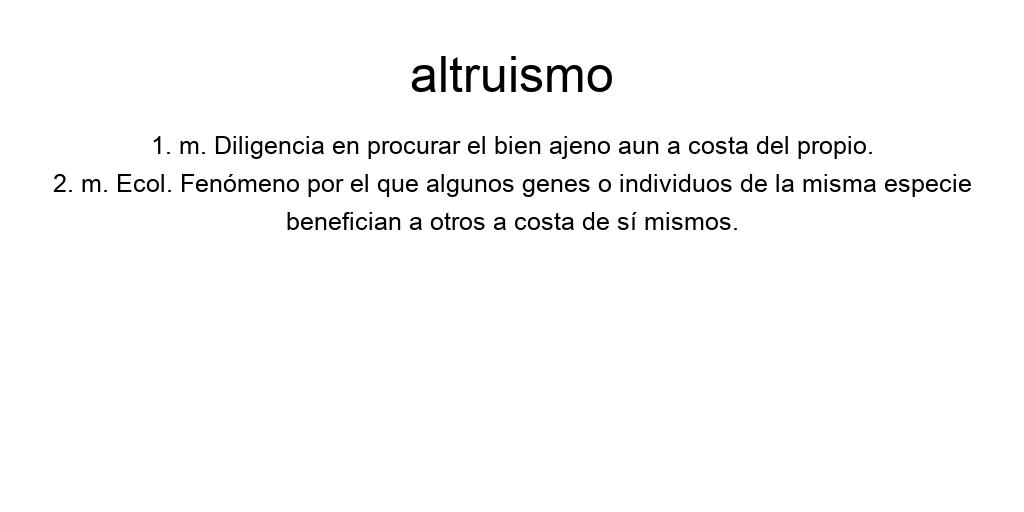 altruismo
1. m. Diligencia en procurar el bien ajeno aun a costa del propio.
2. m. Ecol. Fenómeno por el que algunos genes o individuos de la misma especie
benefician a otros a costa de sí mismos.